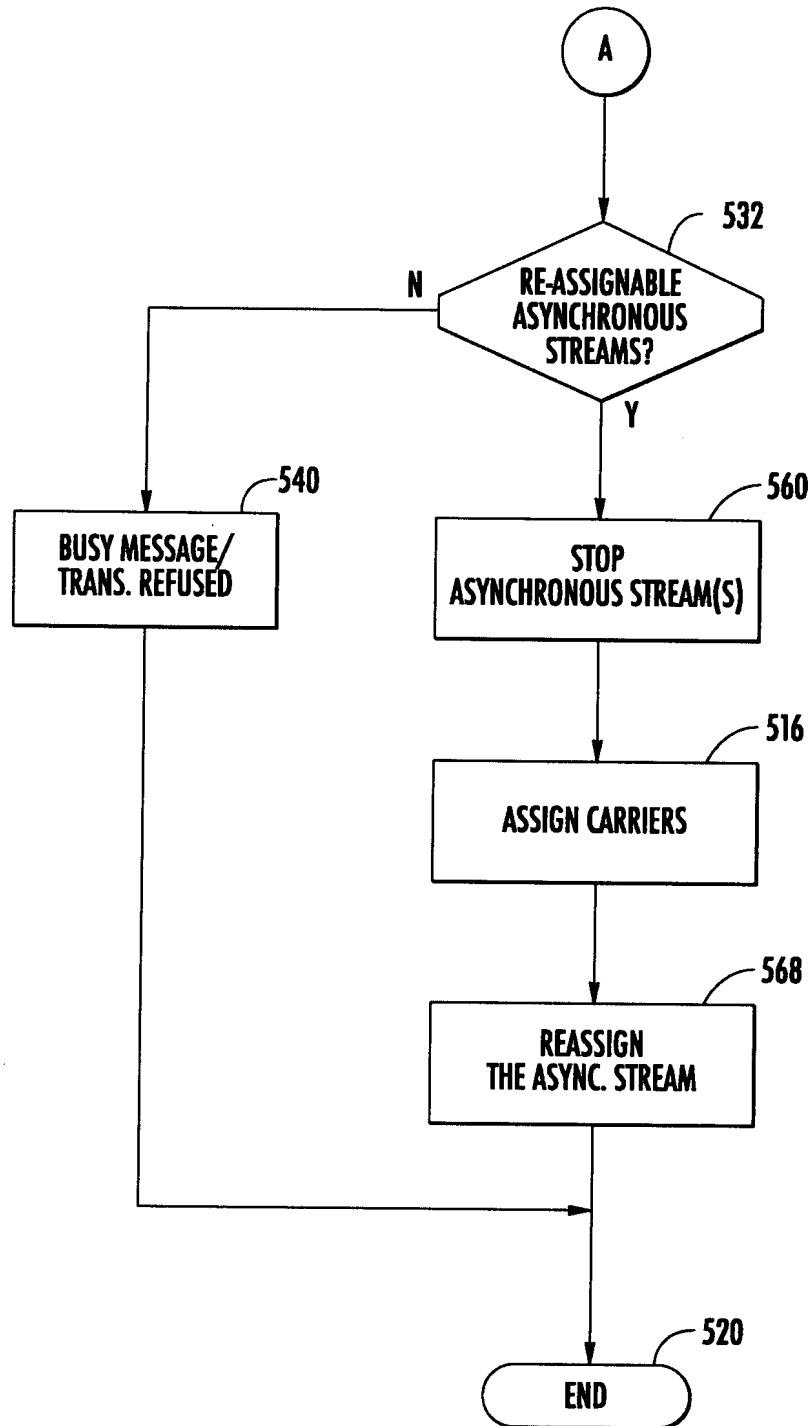 A
532
N
RE-ASSIGNABLE
ASYNCHRONOUS
STREAMS?
Y
540
BUSY MESSAGE/
TRANS. REFUSED
560
STOP
ASYNCHRONOUS STREAM(S)
516
ASSIGN CARRIERS
568
REASSIGN
THE ASYNC. STREAM
520
END